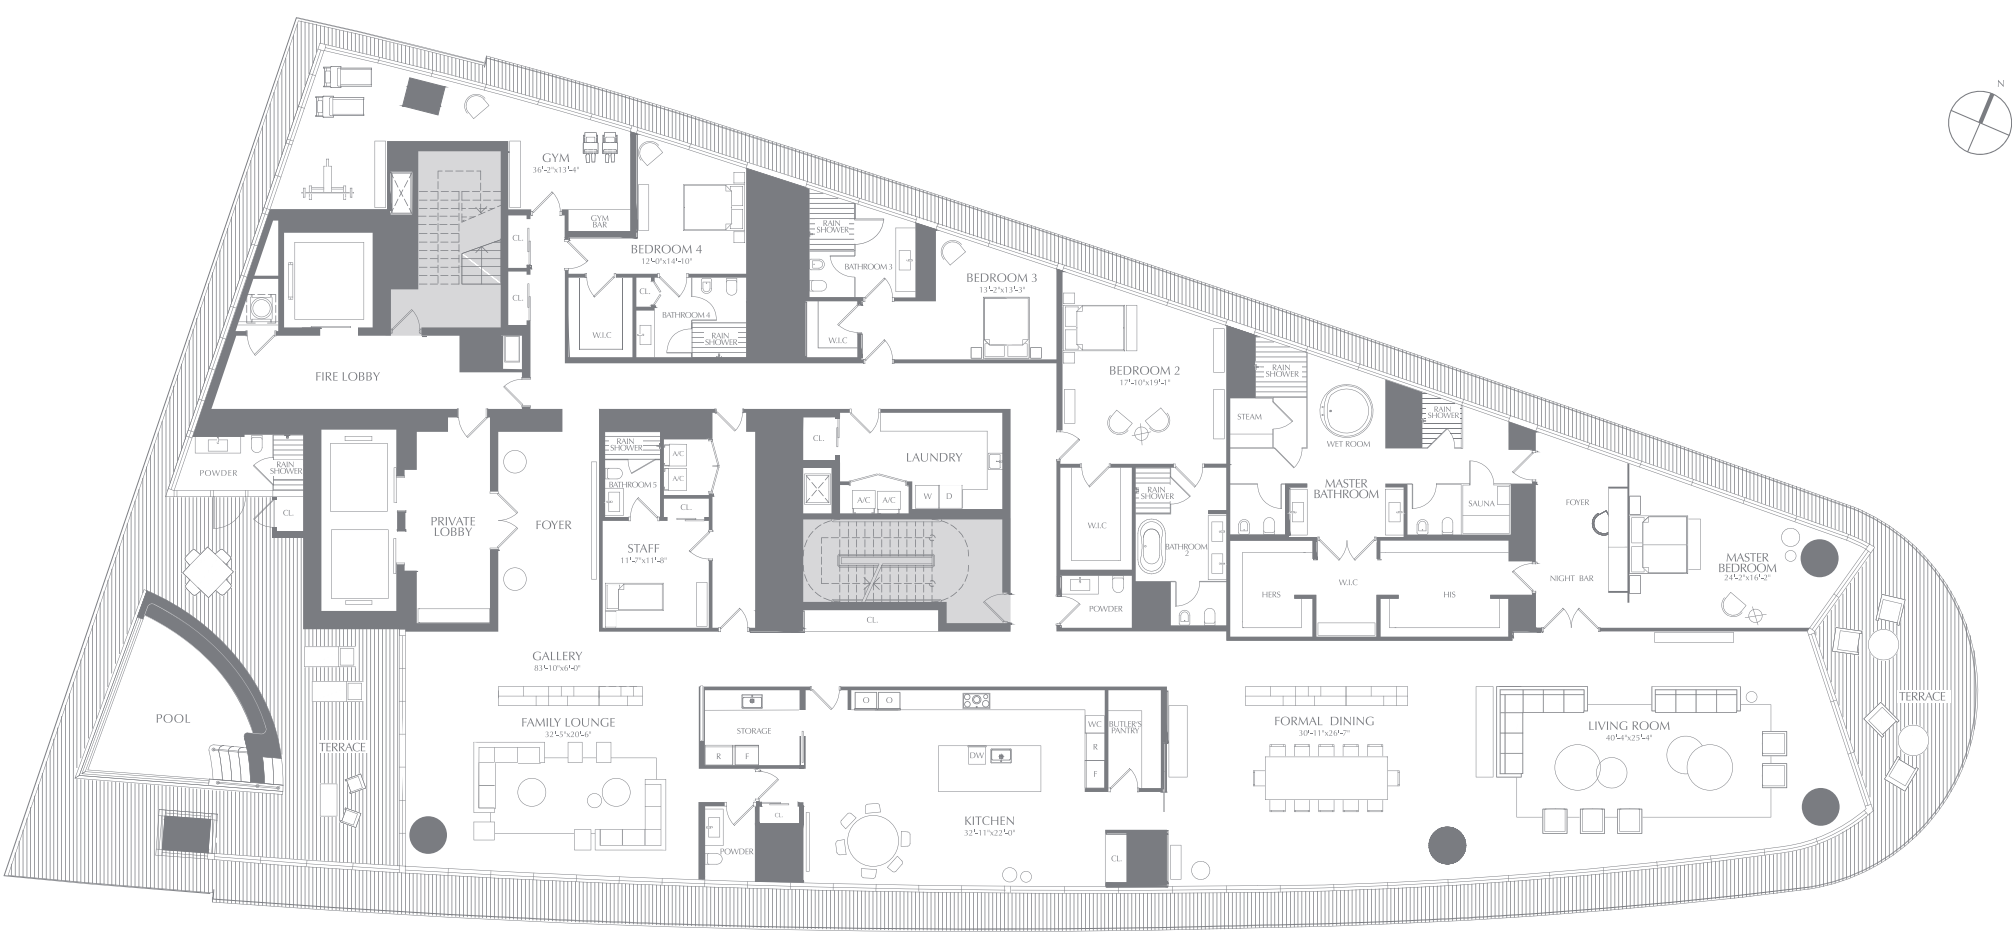 N
GYM
36'-2"x13'-4"
GYM
BAR
CL.
CL.
BEDROOM 4
12'-0"x14'-10"
W.I.C
CL.
BATHROOM 4
RAIN
SHOWER
RAIN
SHOWER
BATHROOM 3
BEDROOM 3
13'-2"x13'-3"
W.I.C
FIRE LOBBY
BEDROOM 2
17'-10"x19'-1"
RAIN
SHOWER
STEAM
WET ROOM
RAIN
SHOWER
POWDER
RAIN
SHOWER
CL.
PRIVATE
LOBBY
FOYER
RAIN
SHOWER
A/C
A/C
BATHROOM 5
CL.
STAFF
11'-7"x11'-8"
CL.
LAUNDRY
A/C
A/C
W
D
CL.
W.I.C
RAIN
SHOWER
BATHROOM
2
POWDER
MASTER
BATHROOM
SAUNA
HERS
W.I.C
HIS
FOYER
NIGHT BAR
MASTER
BEDROOM
24'-2"x16'-2"
GALLERY
83'-10"x6'-0"
POOL
TERRACE
FAMILY LOUNGE
32'-5"x20'-6"
STORAGE
R
F
O
O
WC
R
F
BUTLER'S
PANTRY
DW
KITCHEN
32'-11"x22'-0"
CL.
POWDER
CL.
FORMAL DINING
30'-11"x26'-7"
LIVING ROOM
40'-4"x25'-4"
TERRACE